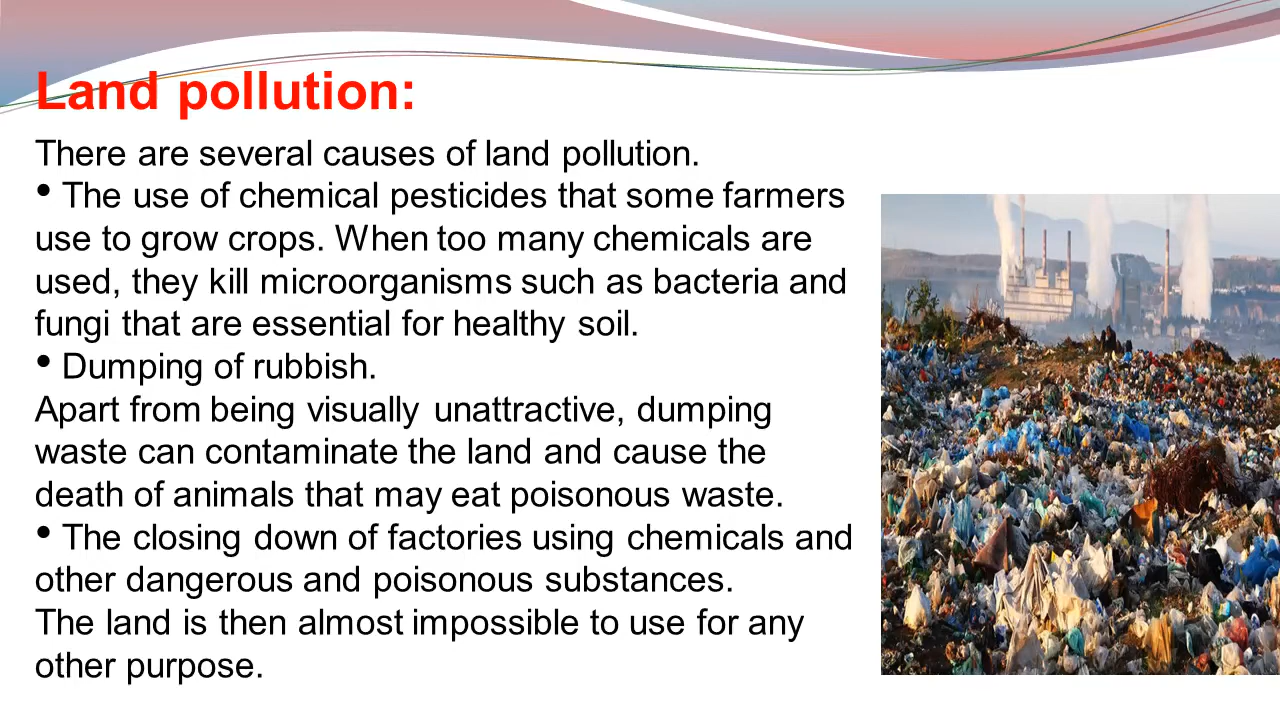 Land pollution:
There are several causes of land pollution.
• The use of chemical pesticides that some farmers
use to grow crops. When too many chemicals are
used, they kill microorganisms such as bacteria and
fungi that are essential for healthy soil.
• Dumping of rubbish.
Apart from being visually unattractive, dumping
waste can contaminate the land and cause the
death of animals that may eat poisonous waste.
• The closing down of factories using chemicals and
other dangerous and poisonous substances.
The land is then almost impossible to use for any
other purpose.